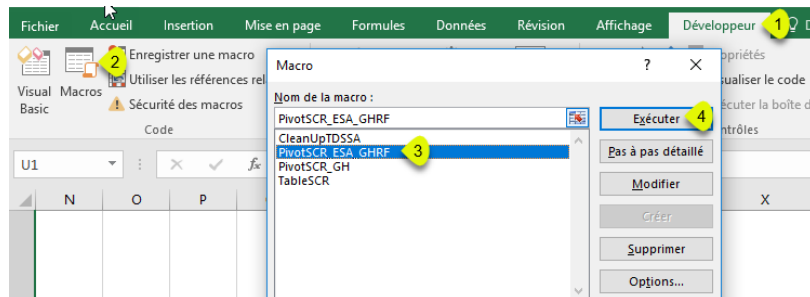 Fichier Accueil Insertion Mise en page Formules Données Révision Affichage Développeur 1
2 Enregistrer une macro
Utiliser les références rel
Sécurité des macros
Visual Basic
Macros
Code
Macro ? ×
Nom de la macro :
PivotSCR_ESA_GHRF
CleanUpTDSSA
PivotSCR_ESA_GHRF 3
PivotSCR_GH
TableSCR
Exécuter 4
Pas à pas détaillé
Modifier
Créer
Supprimer
Options...
opriétés
sualiser le code
écuter la boîte d
ntrôles
U1 fx
N O P X